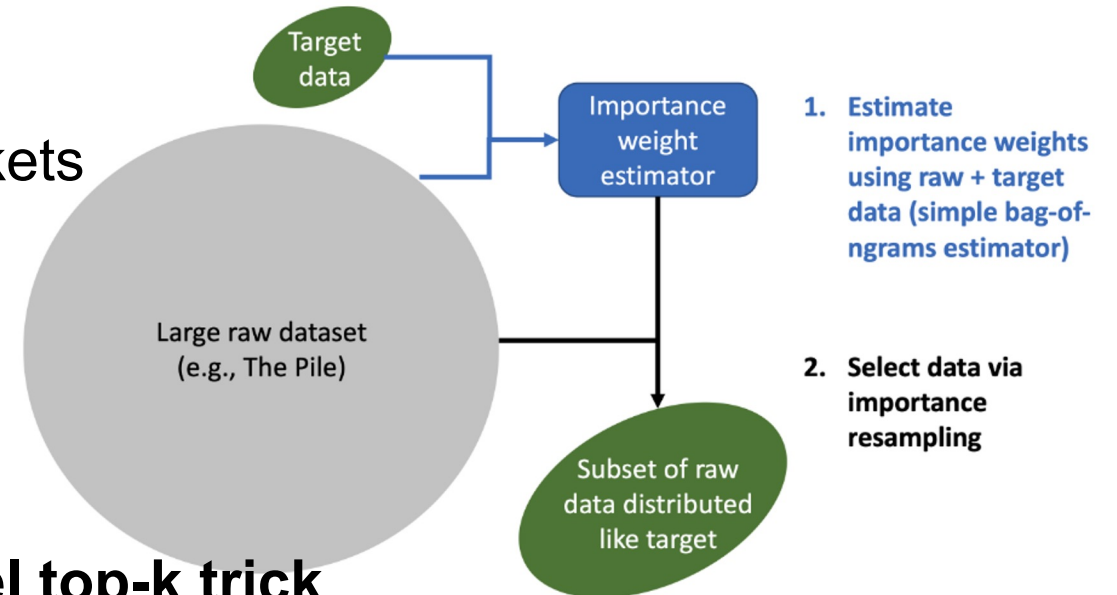 Target
data
Importance
weight
estimator
1. Estimate
importance weights
using raw + target
data (simple bag-of-
ngrams estimator)
Large raw dataset
(e.g., The Pile)
2. Select data via
importance
resampling
Subset of raw
data distributed
like target
top-k trick